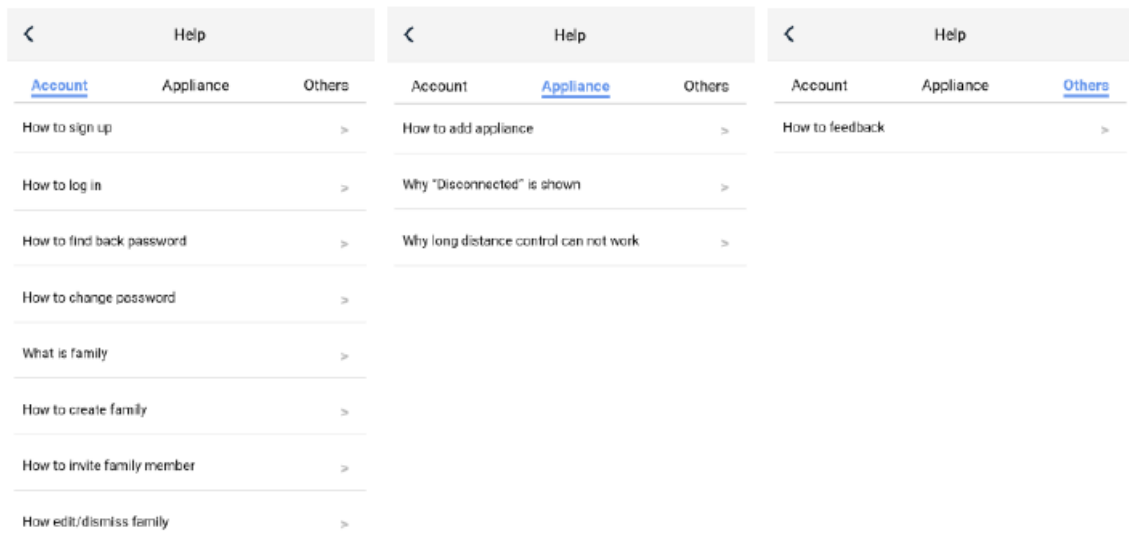 Help
Account Appliance Others
How to sign up >
How to log in >
How to find back password >
How to change password >
What is family >
How to create family >
How to invite family member >
How edit/dismiss family >
Help
Account Appliance Others
How to add appliance >
Why "Disconnected" is shown >
Why long distance control can not work >
Help
Account Appliance Others
How to feedback >